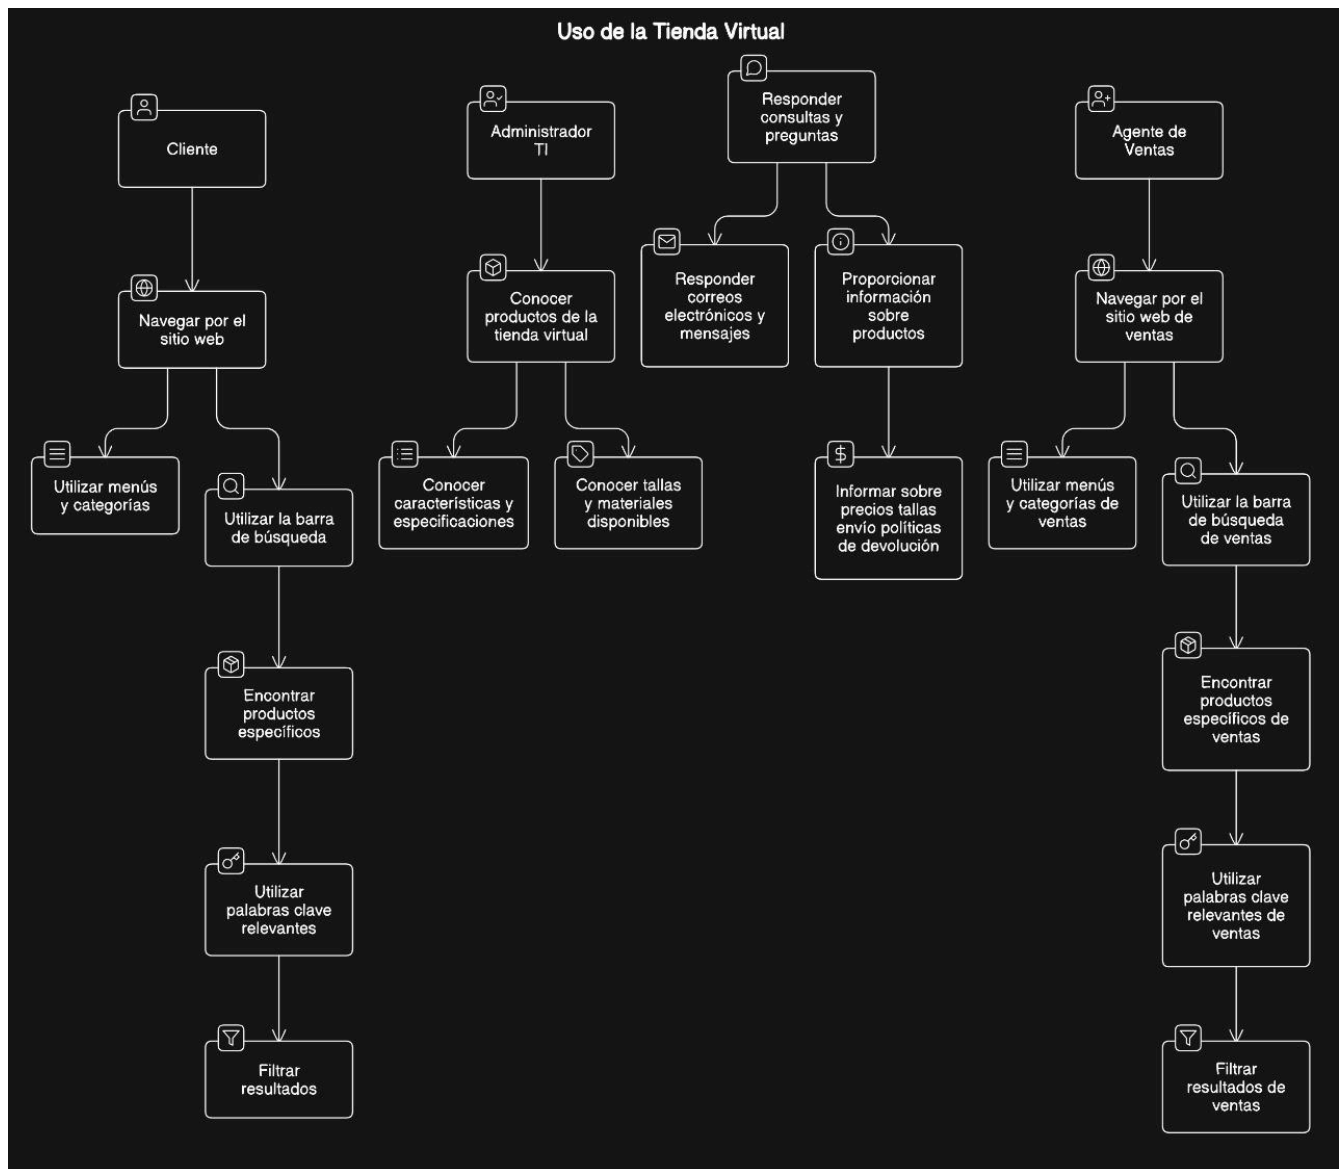 Uso de la Tienda Virtual
Cliente
Navegar por el
sitio web
Utilizar menús
y categorías
Utilizar la barra
de búsqueda
Encontrar
productos
específicos
Utilizar
palabras clave
relevantes
Filtrar
resultados
Administrador
TI
Conocer
productos de la
tienda virtual
Conocer
características y
especificaciones
Conocer tallas
y materiales
disponibles
Responder
consultas y
preguntas
Responder
correos
electrónicos y
mensajes
Proporcionar
información
sobre
productos
Informar sobre
precios tallas
envío políticas
de devolución
Agente de
Ventas
Navegar por el
sitio web de
ventas
Utilizar menús
y categorías de
ventas
Utilizar la barra
de búsqueda
de ventas
Encontrar
productos
específicos de
ventas
Utilizar
palabras clave
relevantes de
ventas
Filtrar
resultados de
ventas